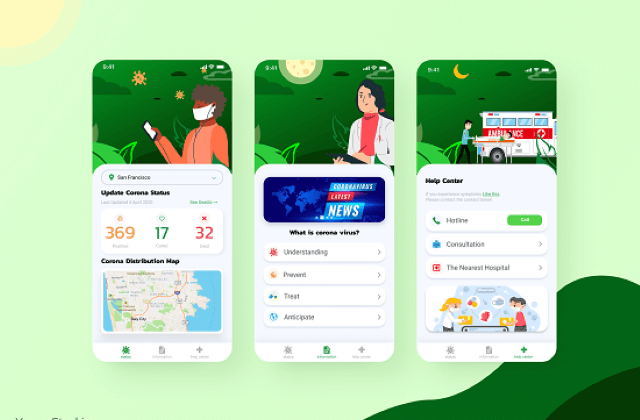 9:41
San Francisco
Update Corona Status
Last Updated 4 April 2020
See Details →
369
17
32
Positive
Cured
Died
Corona Distribution Map
Daly City
status
information
help center
9:41
CORONAVIRUS
LATEST
NEWS
What is corona virus?
Understanding
Prevent
Treat
Anticipate
status
information
help center
9:41
AMBULANCE
Help Center
If you experience symptoms Like this.
Please contact the contact below.
Hotline
Call
Consultation
The Nearest Hospital
status
information
help center